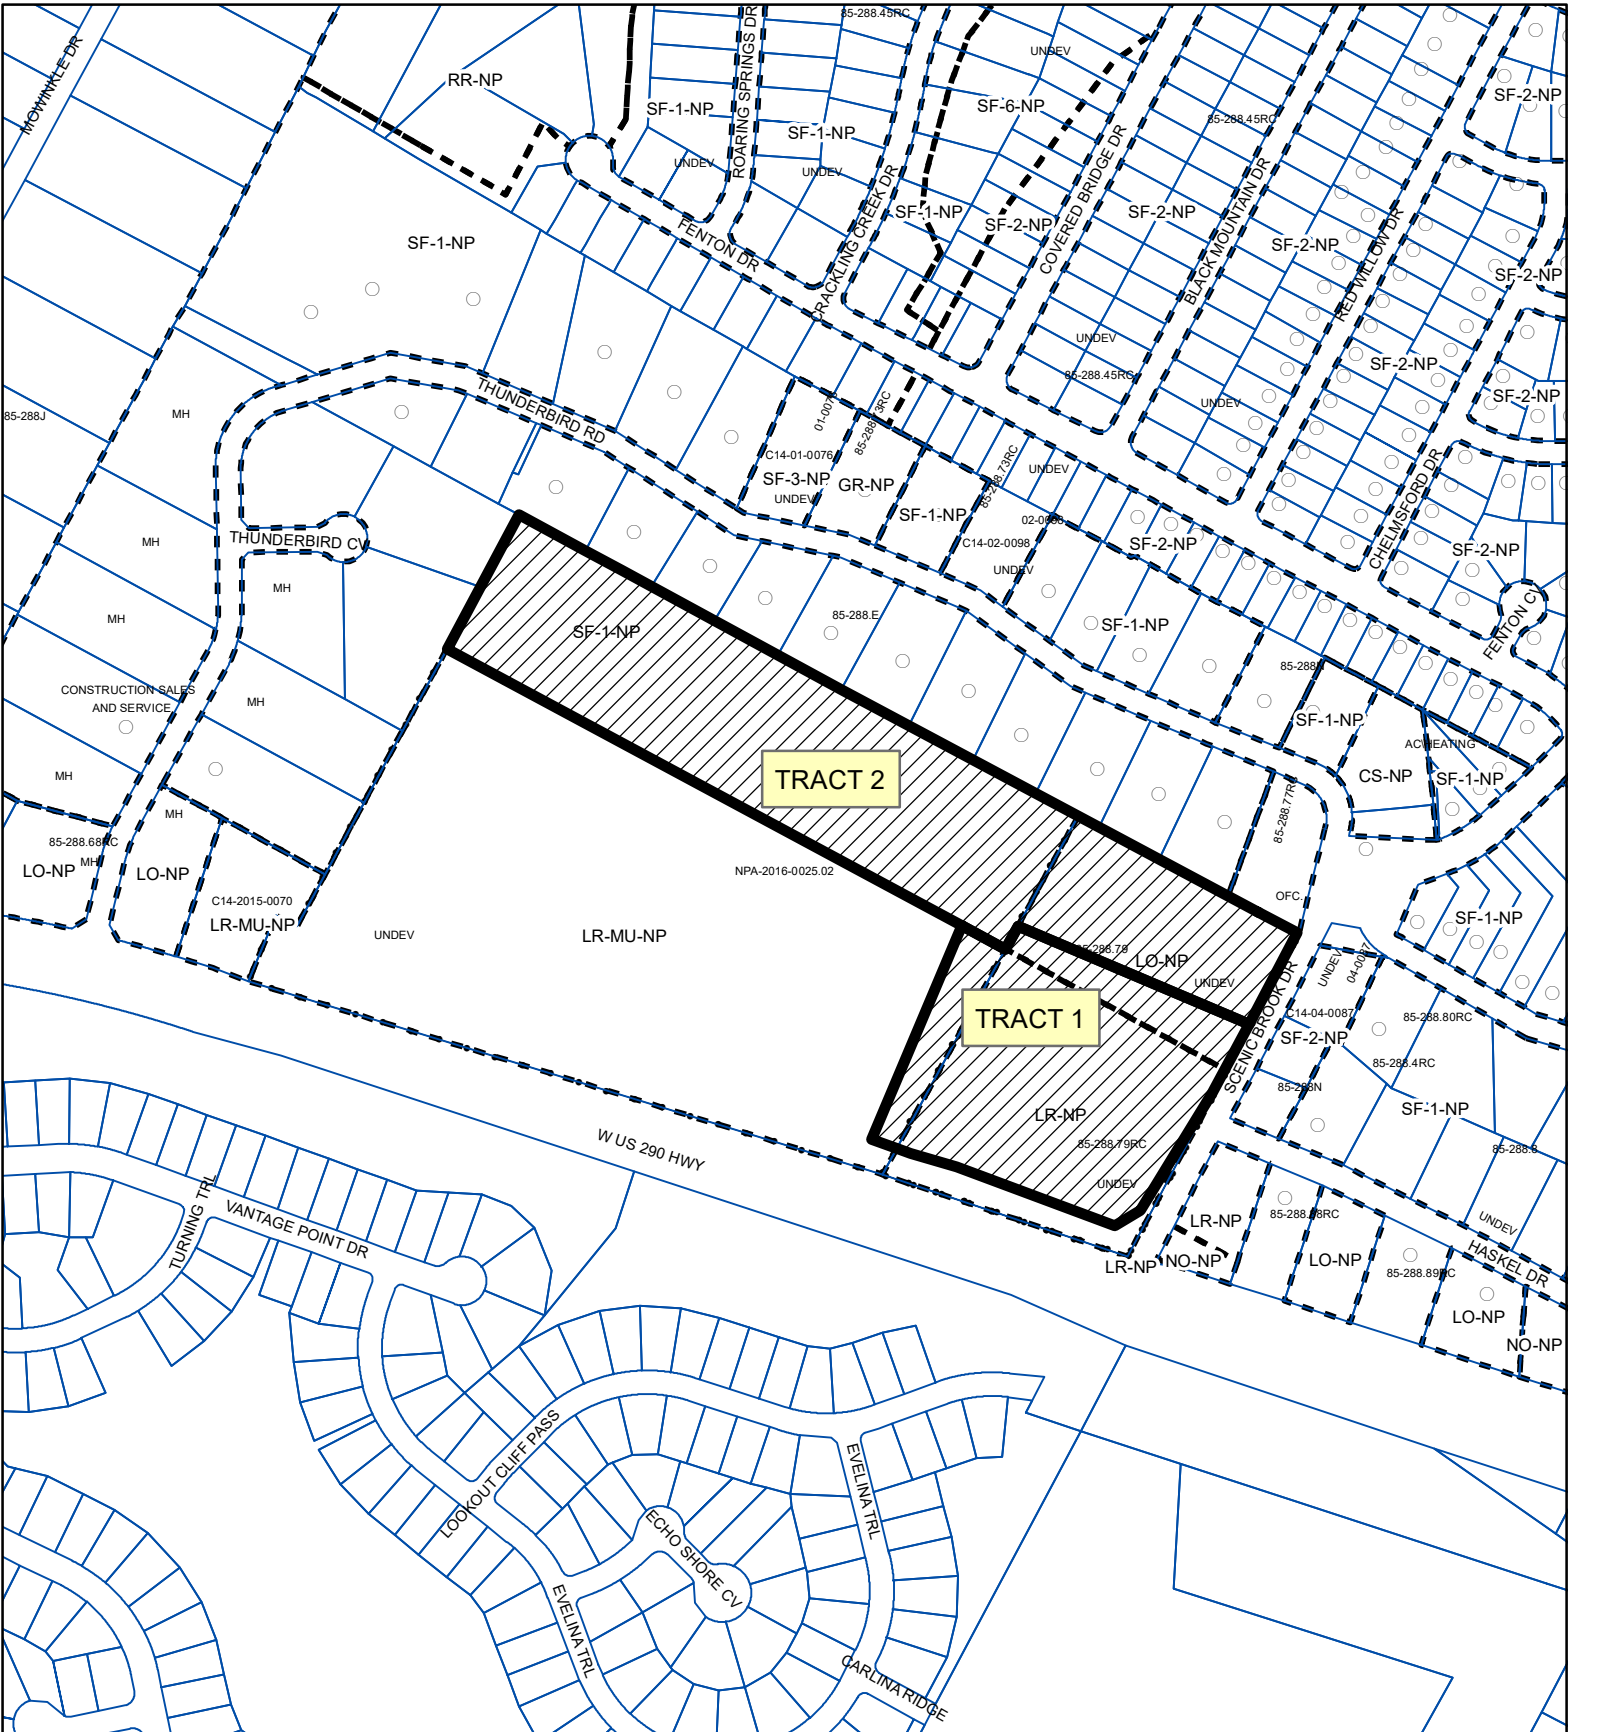 85-288.45RC
MOWINKLE DR
ROARING SPRINGS DR
UNDEV
RR-NP
SF-1-NP
SF-6-NP
SF-2-NP
85-288.45RC
SF-1-NP
UNDEV
UNDEV
COVERED BRIDGE DR
BLACK MOUNTAIN DR
CRACKLING CREEK DR
SF-1-NP
SF-2-NP
SF-2-NP
RED WILLOW DR
FENTON DR
SF-1-NP
SF-2-NP
SF-2-NP
UNDEV
85-288.45RC
SF-2-NP
THUNDERBIRD RD
SF-2-NP
UNDEV
MH
85-288J
C14-01-0076
SF-3-NP
UNDEV
GR-NP
85-288.73RC
UNDEV
CHELMSFORD DR
SF-1-NP
C14-02-0098
UNDEV
SF-2-NP
SF-2-NP
THUNDERBIRD CV
MH
MH
FENTON CV
MH
85-288.E
SF-1-NP
SF-1-NP
CONSTRUCTION SALES
AND SERVICE
MH
SF-1-NP
AC\HEATING
CS-NP
SF-1-NP
MH
TRACT 2
MH
85-288.68RC
LO-NP
MH
LO-NP
NPA-2016-0025.02
OFC.
C14-2015-0070
LR-MU-NP
UNDEV
LR-MU-NP
SF-1-NP
LO-NP
UNDEV
UNDEV
04-0087
TRACT 1
SCENIC BROOK DR
C14-04-0087
SF-2-NP
85-288.80RC
85-288.4RC
85-288N
SF-1-NP
LR-NP
85-288.79RC
UNDEV
W US 290 HWY
TURNING TRL
VANTAGE POINT DR
LR-NP
UNDEV
HASKEL DR
LR-NP
NO-NP
LO-NP
LO-NP
NO-NP
LOOKOUT CLIFF PASS
EVELINA TRL
ECHO SHORE CV
EVELINA TRL
CARLINA RIDGE